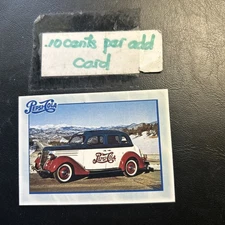 .10 cents per add
Card
PEPSI-COLA
Pepsi-Cola